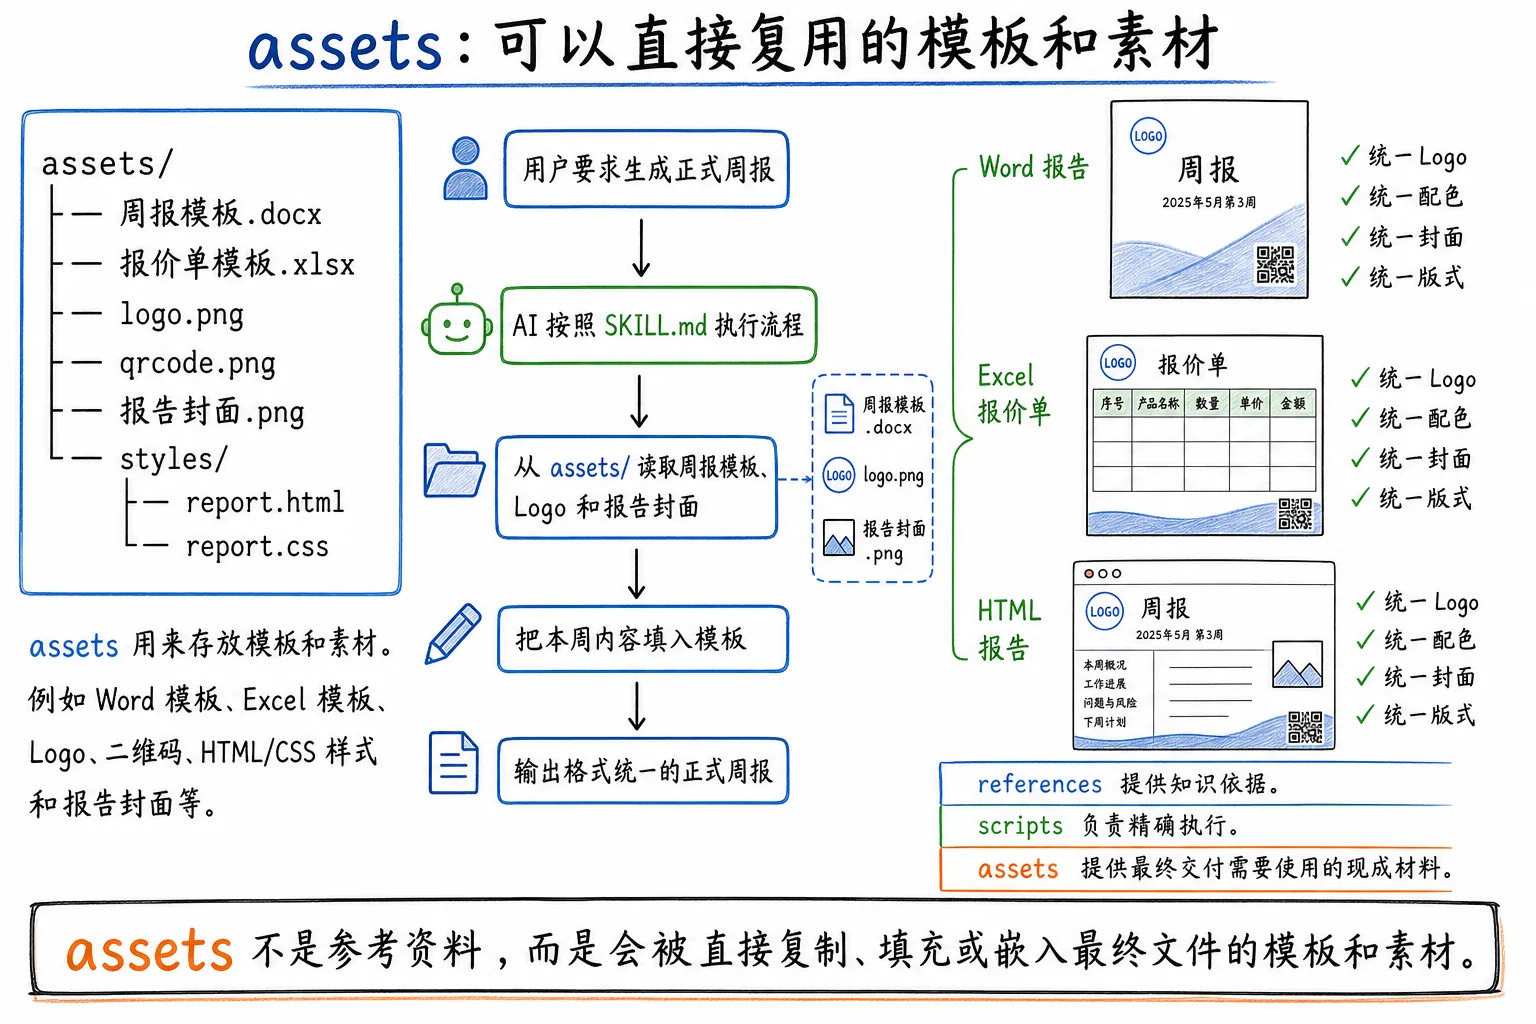 assets：可以直接复用的模板和素材
assets/
周报模板.docx
报价单模板.xlsx
logo.png
qrcode.png
报告封面.png
styles/
report.html
report.css
assets 用来存放模板和素材。
例如 Word 模板、Excel 模板、
Logo、二维码、HTML/CSS 样式
和报告封面等。
用户要求生成正式周报
AI 按照 SKILL.md 执行流程
从 assets/ 读取周报模板、
Logo 和报告封面
周报模板
.docx
LOGO
logo.png
报告封面
.png
把本周内容填入模板
输出格式统一的正式周报
Word 报告
LOGO
周报
2025年5月第3周
✓ 统一 Logo
✓ 统一配色
✓ 统一封面
✓ 统一版式
Excel
报价单
LOGO
报价单
序号 产品名称 数量 单价 金额
✓ 统一 Logo
✓ 统一配色
✓ 统一封面
✓ 统一版式
HTML
报告
LOGO
周报
2025年5月 第3周
本周概况
工作进展
问题与风险
下周计划
✓ 统一 Logo
✓ 统一配色
✓ 统一封面
✓ 统一版式
references 提供知识依据。
scripts 负责精确执行。
assets 提供最终交付需要使用的现成材料。
assets 不是参考资料，而是会被直接复制、填充或嵌入最终文件的模板和素材。